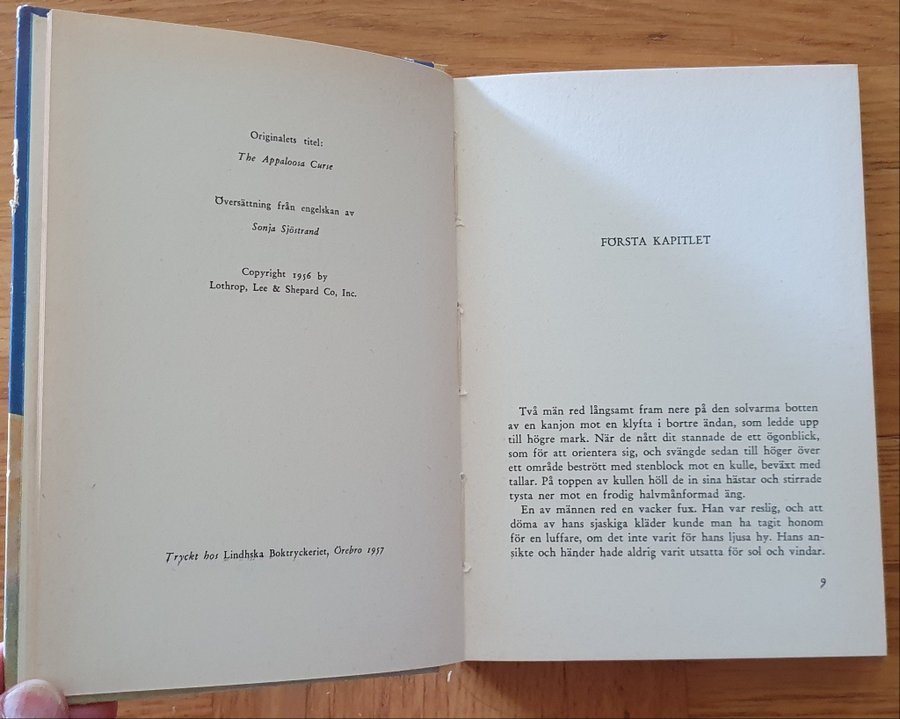 Originalets titel:
The Appaloosa Curse
Översättning från engelskan av
Sonja Sjöstrand
Copyright 1956 by
Lothrop, Lee & Shepard Co, Inc.
Tryckt hos Lindhska Boktryckeriet, Örebro 1957
FÖRSTA KAPITLET
Två män red långsamt fram nere på den solvarma botten
av en kanjon mot en klyfta i bortre ändan, som ledde upp
till högre mark. När de nått dit stannade de ett ögonblick,
som för att orientera sig, och svängde sedan till höger över
ett område bestrött med stenblock mot en kulle, beväxt med
tallar. På toppen av kullen höll de in sina hästar och stirrade
tysta ner mot en frodig halvmånformad äng.
En av männen red en vacker fux. Han var reslig, och att
döma av hans sjaskiga kläder kunde man ha tagit honom
för en luffare, om det inte varit för hans ljusa hy. Hans an-
sikte och händer hade aldrig varit utsatta för sol och vindar.
9